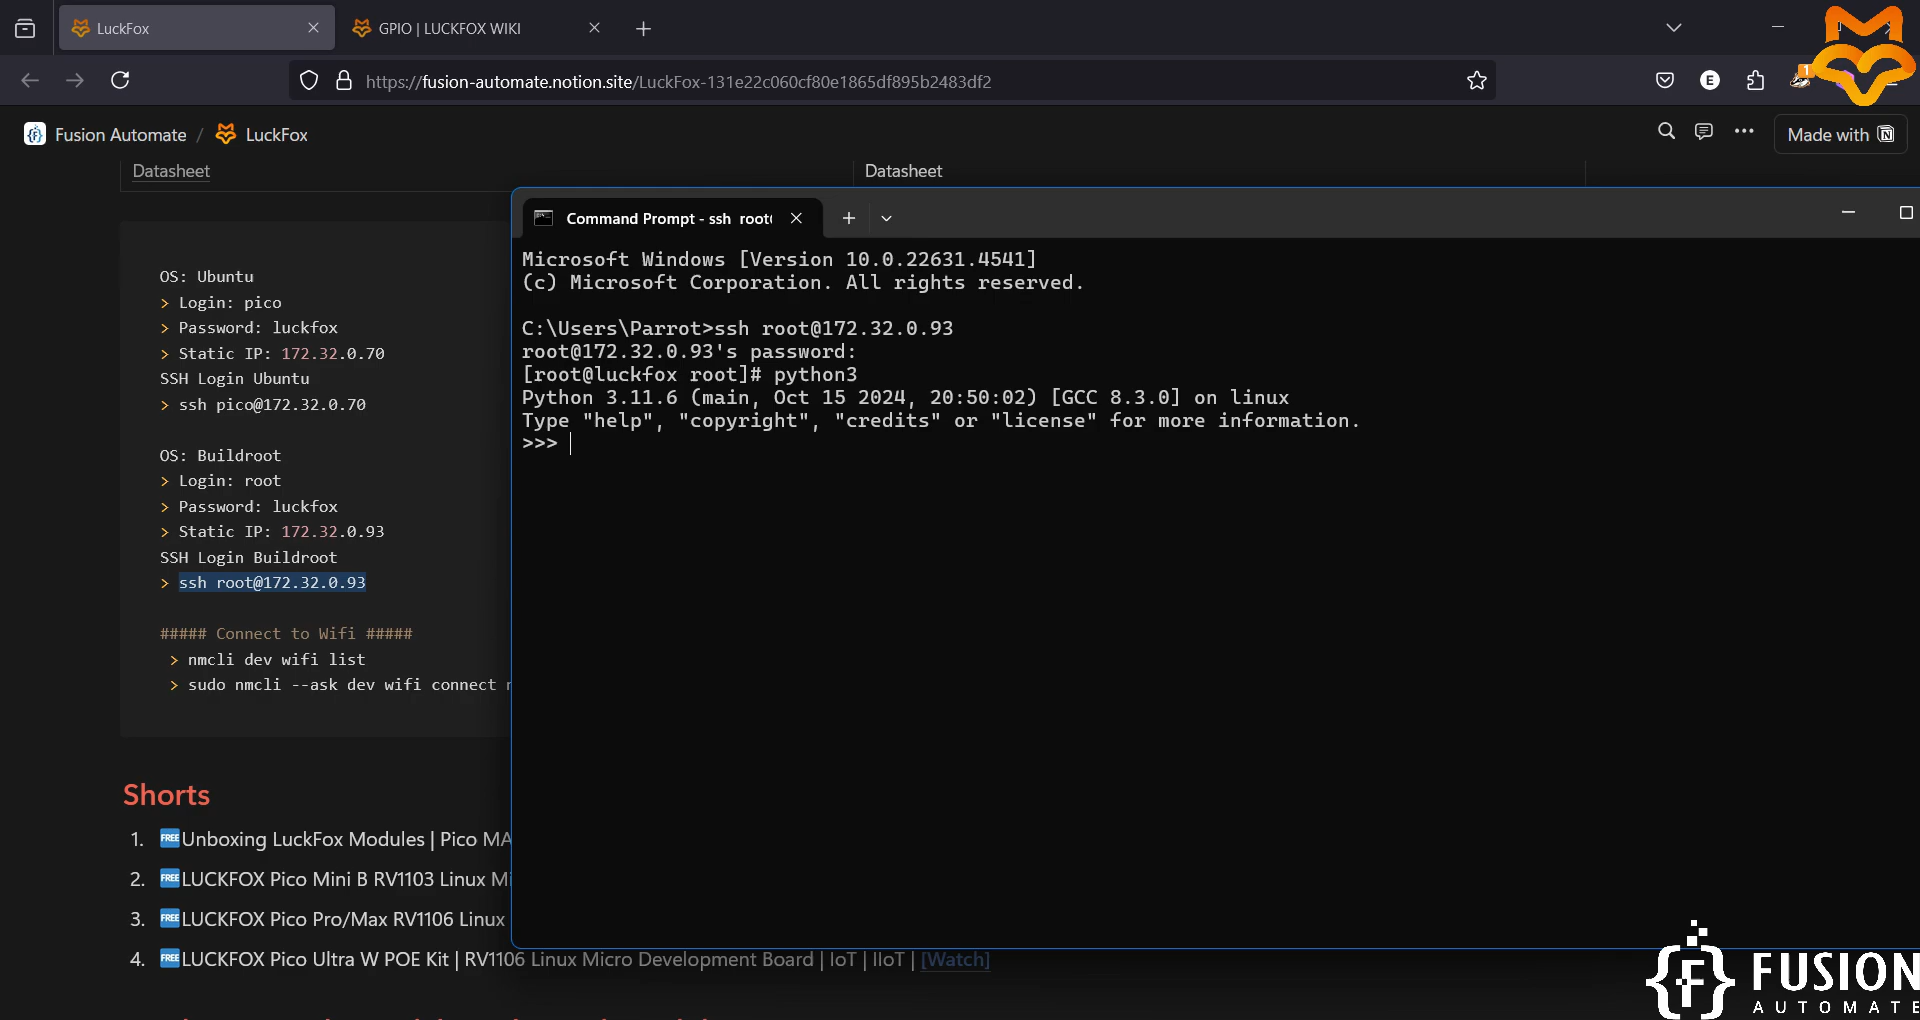 LuckFox
GPIO | LUCKFOX WIKI
https://fusion-automate.notion.site/LuckFox-131e22c060cf80e1865df895b2483df2
E
1
Fusion Automate / LuckFox
Made with
Datasheet
Datasheet
OS: Ubuntu
> Login: pico
> Password: luckfox
> Static IP: 172.32.0.70
SSH Login Ubuntu
> ssh pico@172.32.0.70
OS: Buildroot
> Login: root
> Password: luckfox
> Static IP: 172.32.0.93
SSH Login Buildroot
> ssh root@172.32.0.93
##### Connect to Wifi #####
> nmcli dev wifi list
> sudo nmcli --ask dev wifi connect
Command Prompt - ssh root
Microsoft Windows [Version 10.0.22631.4541]
(c) Microsoft Corporation. All rights reserved.
C:\Users\Parrot>ssh root@172.32.0.93
root@172.32.0.93's password:
[root@luckfox root]# python3
Python 3.11.6 (main, Oct 15 2024, 20:50:02) [GCC 8.3.0] on linux
Type "help", "copyright", "credits" or "license" for more information.
>>>
Shorts
1. FREE Unboxing LuckFox Modules | Pico MA
2. FREE LUCKFOX Pico Mini B RV1103 Linux Mi
3. FREE LUCKFOX Pico Pro/Max RV1106 Linux
4. FREE LUCKFOX Pico Ultra W POE Kit | RV1106 Linux Micro Development Board | IoT | IIoT | [Watch]
{F} FUSION
AUTOMATE